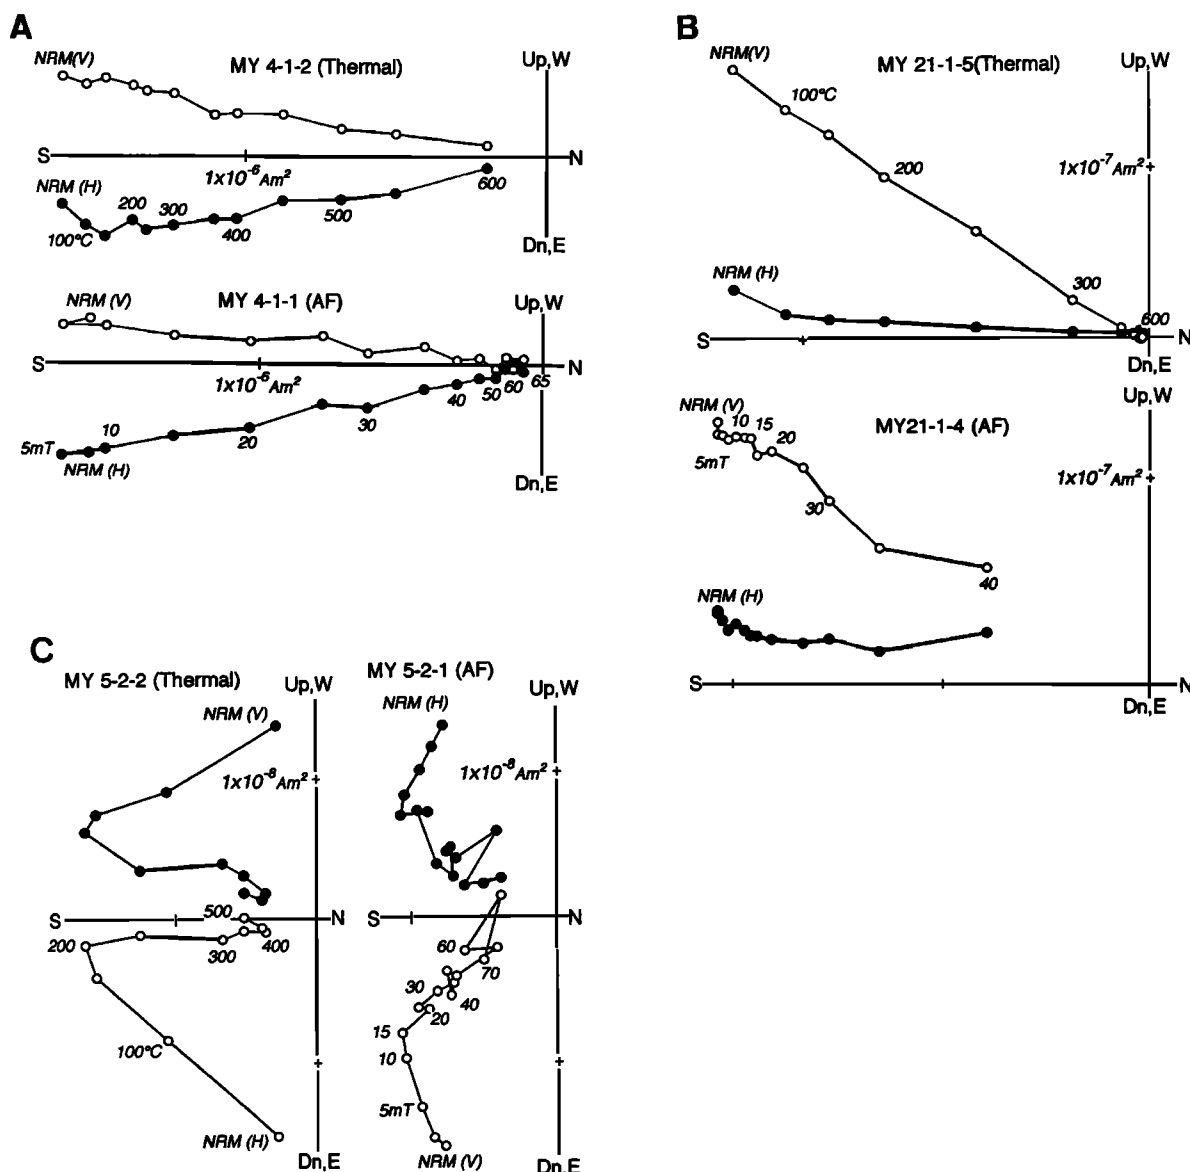 A
MY 4-1-2 (Thermal)
NRM(V)
Up,W
S
1x10⁻⁶Am²
N
NRM (H)
100°C
200
300
400
500
600
Dn,E
MY 4-1-1 (AF)
NRM (V)
Up,W
S
1x10⁻⁶Am²
N
5mT
NRM (H)
10
20
30
40
50
60
65
Dn,E
B
MY 21-1-5(Thermal)
NRM(V)
Up,W
100°C
200
1x10⁻⁷Am²
300
600
NRM (H)
S
N
Dn,E
MY21-1-4 (AF)
Up,W
NRM (V)
10
15
20
5mT
30
40
1x10⁻⁷Am²
NRM (H)
S
N
Dn,E
C
MY 5-2-2 (Thermal)
Up,W
NRM (V)
1x10⁻⁸Am²
S
500
N
200
300
400
100°C
NRM (H)
Dn,E
MY 5-2-1 (AF)
NRM (H)
Up,W
1x10⁻⁸Am²
S
N
60
70
30
40
20
15
10
5mT
NRM (V)
Dn,E